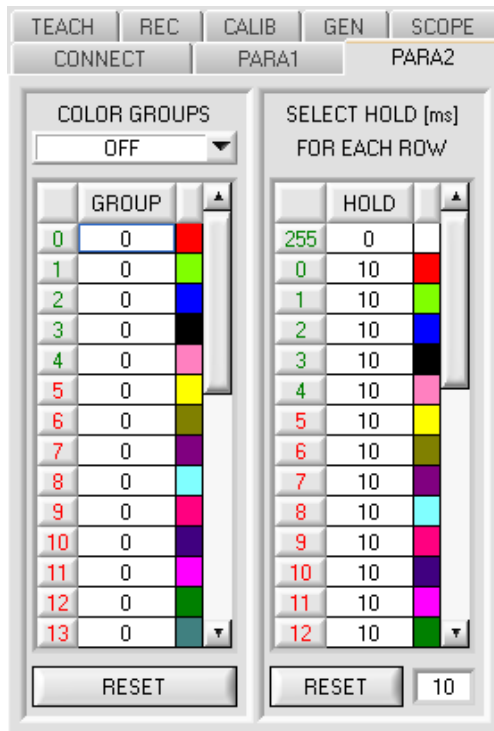 TEACH REC CALIB GEN SCOPE
CONNECT PARA1 PARA2
COLOR GROUPS
OFF
GROUP
0 0
1 0
2 0
3 0
4 0
5 0
6 0
7 0
8 0
9 0
10 0
11 0
12 0
13 0
RESET
SELECT HOLD [ms]
FOR EACH ROW
HOLD
255 0
0 10
1 10
2 10
3 10
4 10
5 10
6 10
7 10
8 10
9 10
10 10
11 10
12 10
RESET 10